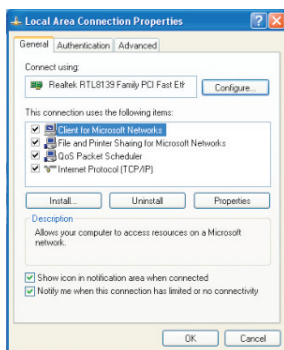 Local Area Connection Properties
General Authentication Advanced
Connect using:
Realtek RTL8139 Family PCI Fast Eth
Configure...
This connection uses the following items:
Client for Microsoft Networks
File and Printer Sharing for Microsoft Networks
QoS Packet Scheduler
Internet Protocol (TCP/IP)
Install... Uninstall Properties
Description
Allows your computer to access resources on a Microsoft
network.
Show icon in notification area when connected
Notify me when this connection has limited or no connectivity
OK Cancel